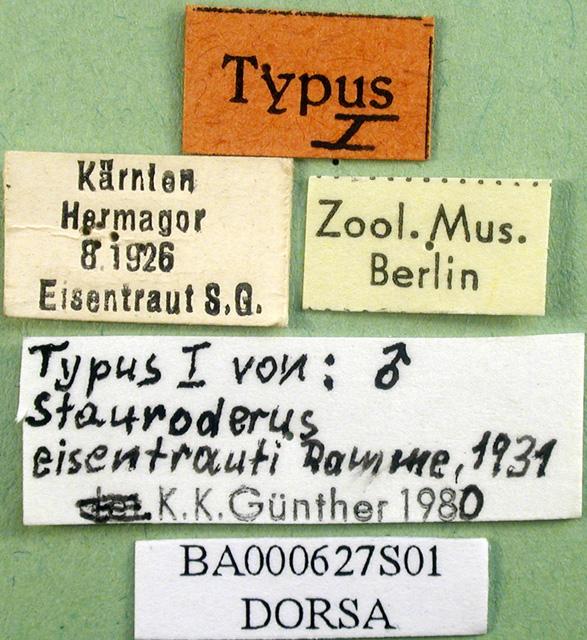 Typus
I
Kärnten
Hermagor
8.1926
Eisentraut S.G.
Zool. Mus.
Berlin
Typus I von: ♂
Stauroderus
eisentrauti Ramme, 1931
det. K.K. Günther 1980
BA000627S01
DORSA